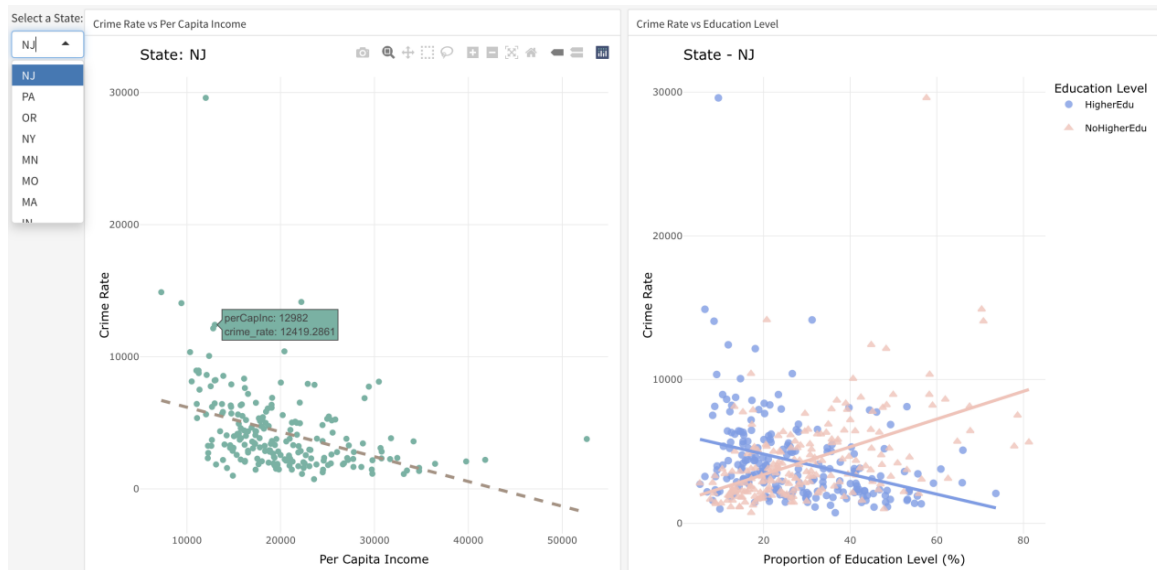 Select a State:
NJ
NJ
PA
OR
NY
MN
MO
MA
Crime Rate vs Per Capita Income
State: NJ
Crime Rate
30000
20000
10000
0
perCapInc: 12982
crime_rate: 12419.2861
10000 20000 30000 40000 50000
Per Capita Income
Crime Rate vs Education Level
State - NJ
Crime Rate
30000
20000
10000
0
20 40 60 80
Proportion of Education Level (%)
Education Level
HigherEdu
NoHigherEdu